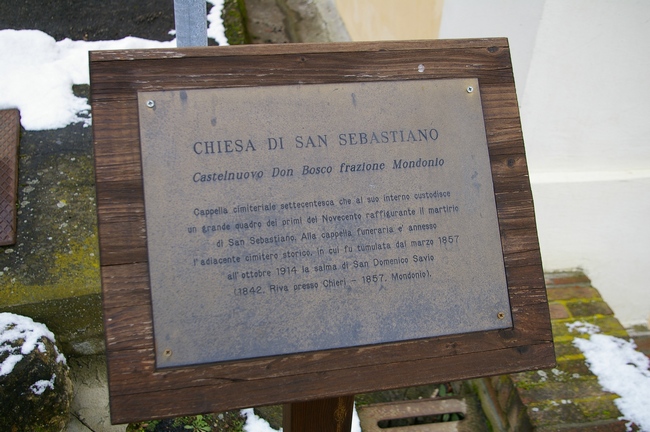 CHIESA DI SAN SEBASTIANO
Castelnuovo Don Bosco frazione Mondonio
Cappella cimiteriale settecentesca che al suo interno custodisce
un grande quadro dei primi del Novecento raffigurante il martirio
di San Sebastiano. Alla cappella funeraria e' annesso
l'adiacente cimitero storico, in cui fu tumulata dal marzo 1857
all'ottobre 1914 la salma di San Domenico Savio
(1842, Riva presso Chieri - 1857, Mondonio).